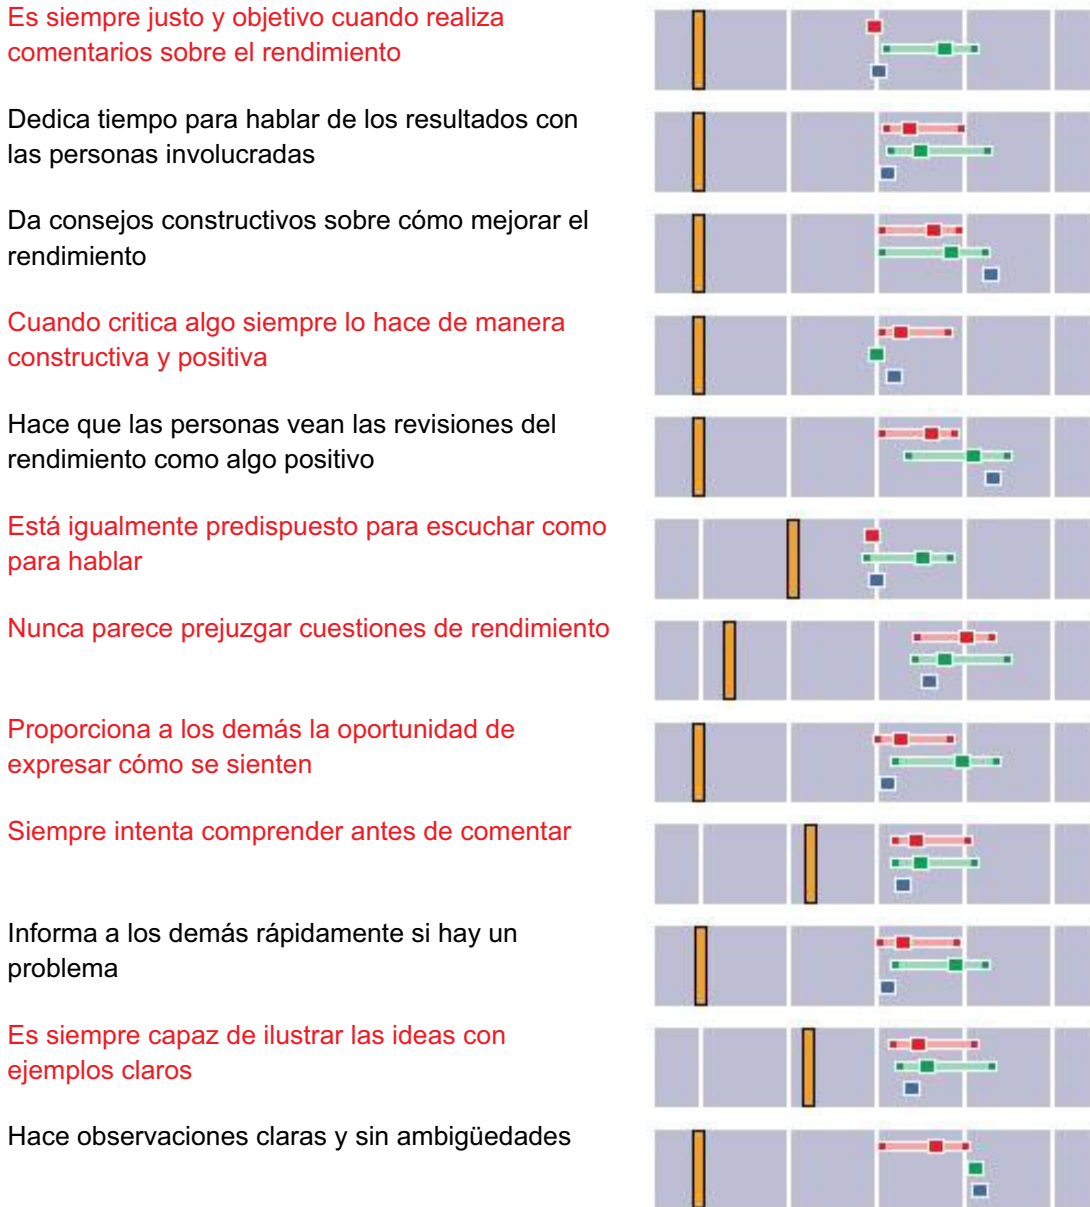 Es siempre justo y objetivo cuando realiza
comentarios sobre el rendimiento
Dedica tiempo para hablar de los resultados con
las personas involucradas
Da consejos constructivos sobre cómo mejorar el
rendimiento
Cuando critica algo siempre lo hace de manera
constructiva y positiva
Hace que las personas vean las revisiones del
rendimiento como algo positivo
Está igualmente predispuesto para escuchar como
para hablar
Nunca parece prejuzgar cuestiones de rendimiento
Proporciona a los demás la oportunidad de
expresar cómo se sienten
Siempre intenta comprender antes de comentar
Informa a los demás rápidamente si hay un
problema
Es siempre capaz de ilustrar las ideas con
ejemplos claros
Hace observaciones claras y sin ambigüedades